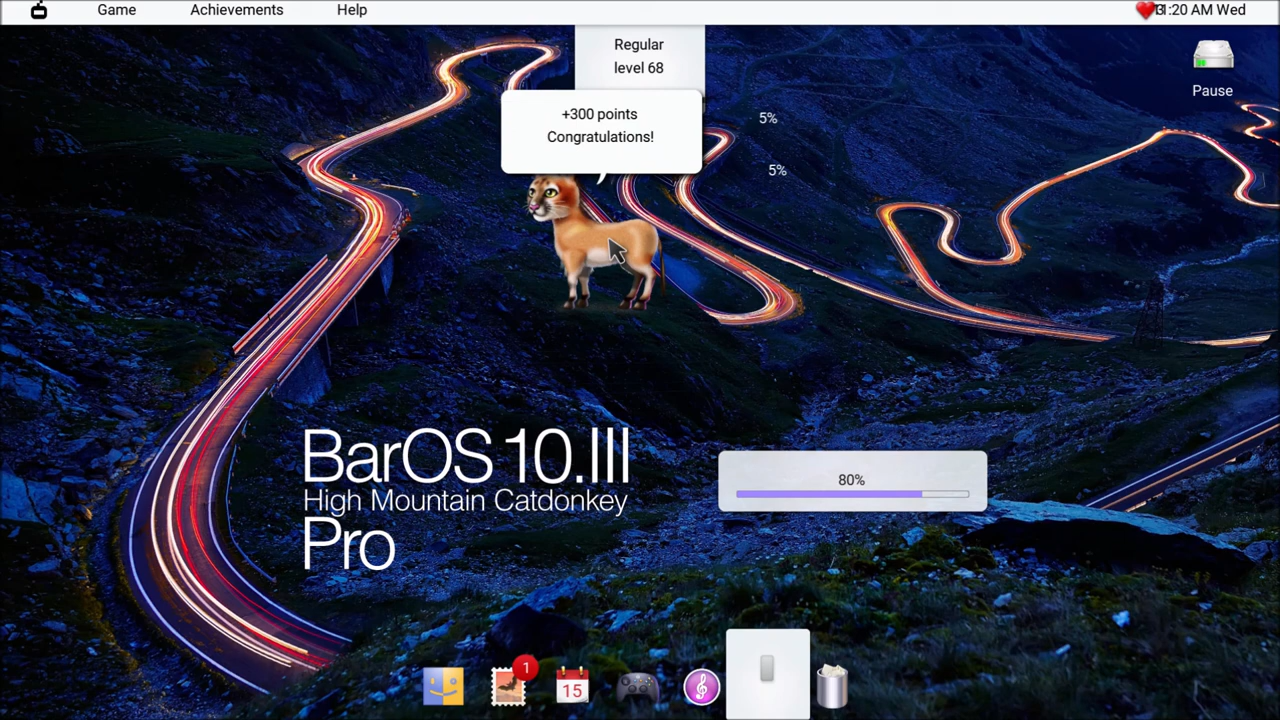 Game
Achievements
Help
:20 AM Wed
Regular
level 68
Pause
+300 points
Congratulations!
5%
5%
BarOS 10.III
High Mountain Catdonkey
Pro
80%
1
15